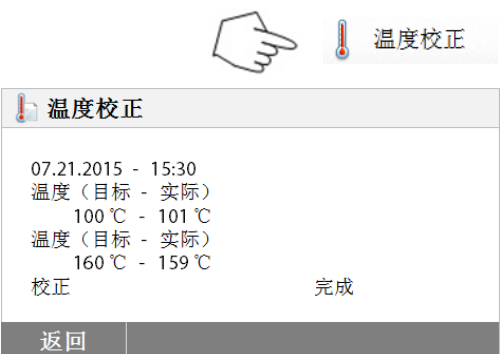 温度校正
温度校正
07.21.2015 - 15:30
温度（目标 - 实际）
100 ℃ - 101 ℃
温度（目标 - 实际）
160 ℃ - 159 ℃
校正 完成
返回